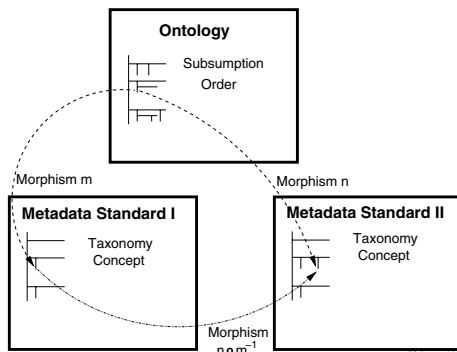 Ontology
Subsumption
Order
Morphism m
Morphism n
Metadata Standard I
Metadata Standard II
Taxonomy
Concept
Taxonomy
Concept
Morphism
n o m⁻¹